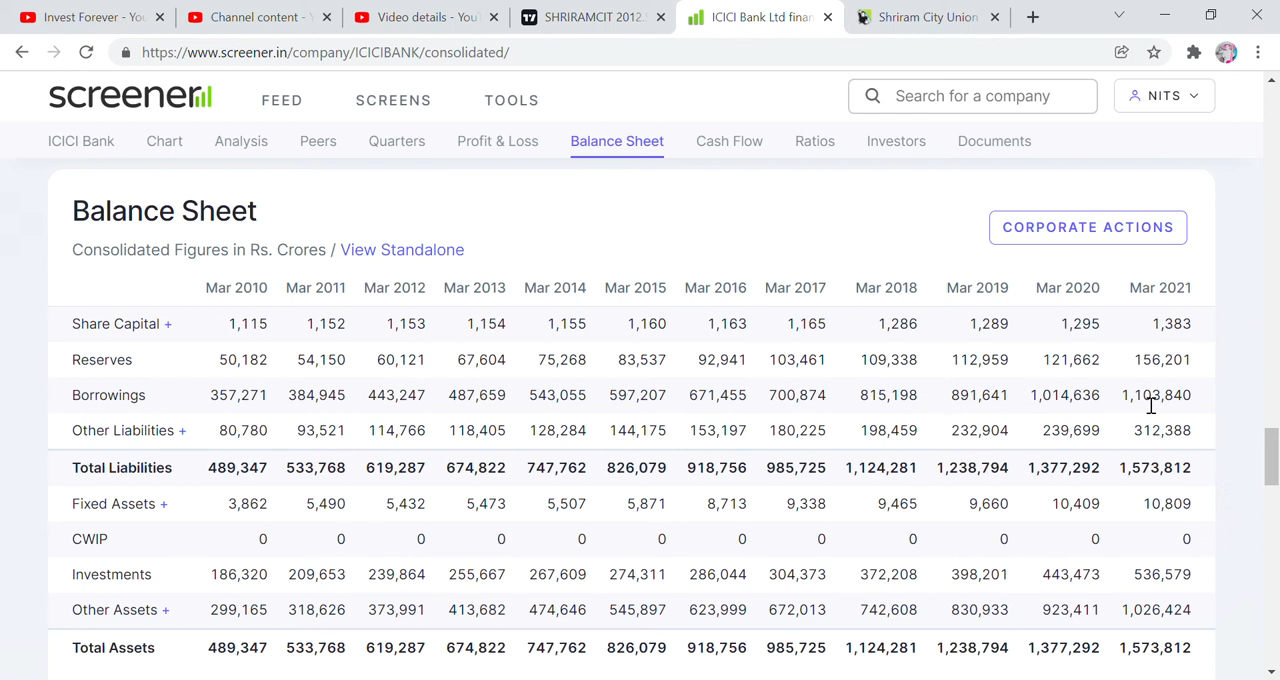 Invest Forever - You Channel content - Y Video details - YouT SHRIRAMCIT 2012. ICICI Bank Ltd finan Shriram City Union
https://www.screener.in/company/ICICIBANK/consolidated/
screener FEED SCREENS TOOLS Search for a company NITS
ICICI Bank Chart Analysis Peers Quarters Profit & Loss Balance Sheet Cash Flow Ratios Investors Documents
Balance Sheet
CORPORATE ACTIONS
Consolidated Figures in Rs. Crores / View Standalone
Mar 2010 Mar 2011 Mar 2012 Mar 2013 Mar 2014 Mar 2015 Mar 2016 Mar 2017 Mar 2018 Mar 2019 Mar 2020 Mar 2021
Share Capital + 1,115 1,152 1,153 1,154 1,155 1,160 1,163 1,165 1,286 1,289 1,295 1,383
Reserves 50,182 54,150 60,121 67,604 75,268 83,537 92,941 103,461 109,338 112,959 121,662 156,201
Borrowings 357,271 384,945 443,247 487,659 543,055 597,207 671,455 700,874 815,198 891,641 1,014,636 1,103,840
Other Liabilities + 80,780 93,521 114,766 118,405 128,284 144,175 153,197 180,225 198,459 232,904 239,699 312,388
Total Liabilities 489,347 533,768 619,287 674,822 747,762 826,079 918,756 985,725 1,124,281 1,238,794 1,377,292 1,573,812
Fixed Assets + 3,862 5,490 5,432 5,473 5,507 5,871 8,713 9,338 9,465 9,660 10,409 10,809
CWIP 0 0 0 0 0 0 0 0 0 0 0 0
Investments 186,320 209,653 239,864 255,667 267,609 274,311 286,044 304,373 372,208 398,201 443,473 536,579
Other Assets + 299,165 318,626 373,991 413,682 474,646 545,897 623,999 672,013 742,608 830,933 923,411 1,026,424
Total Assets 489,347 533,768 619,287 674,822 747,762 826,079 918,756 985,725 1,124,281 1,238,794 1,377,292 1,573,812